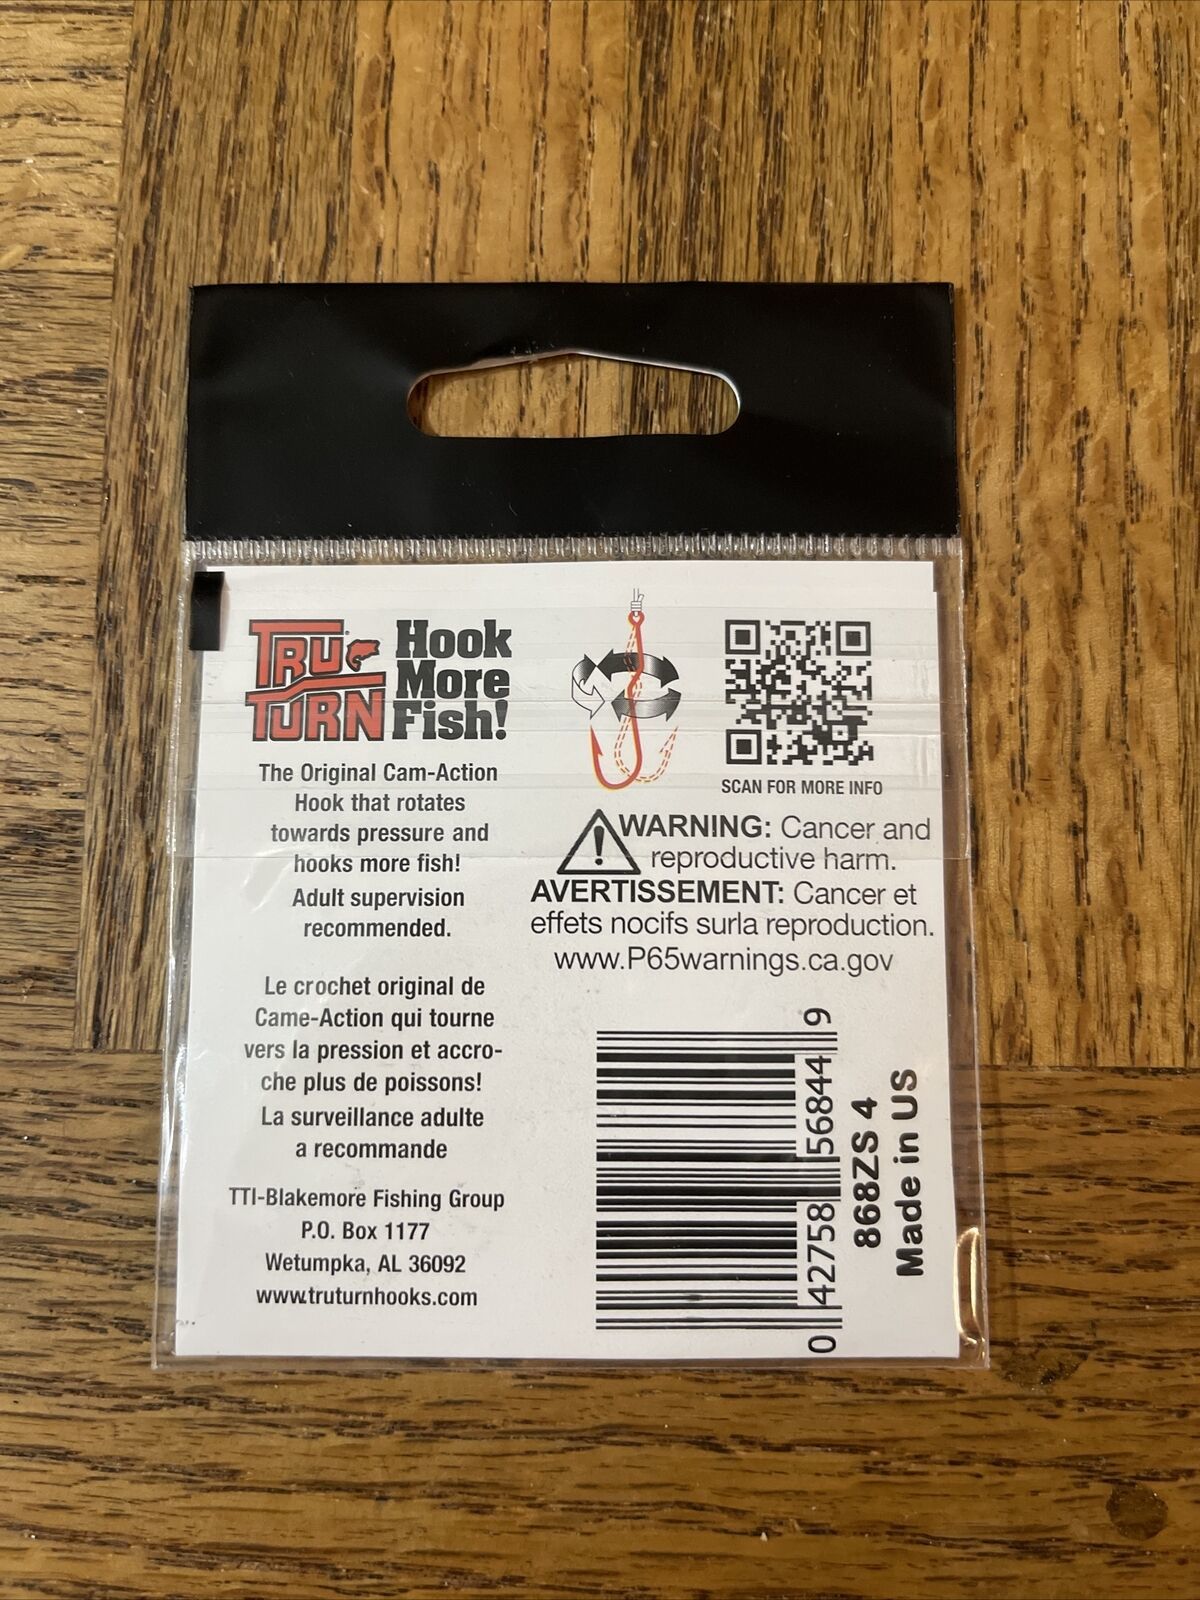 TRU TURN
Hook
More
Fish!
The Original Cam-Action
Hook that rotates
towards pressure and
hooks more fish!
Adult supervision
recommended.
Le crochet original de
Came-Action qui tourne
vers la pression et accro-
che plus de poissons!
La surveillance adulte
a recommande
TTI-Blakemore Fishing Group
P.O. Box 1177
Wetumpka, AL 36092
www.truturnhooks.com
SCAN FOR MORE INFO
WARNING: Cancer and
reproductive harm.
AVERTISSEMENT: Cancer et
effets nocifs surla reproduction.
www.P65warnings.ca.gov
0 42758 56844 9
868ZS 4
Made in US